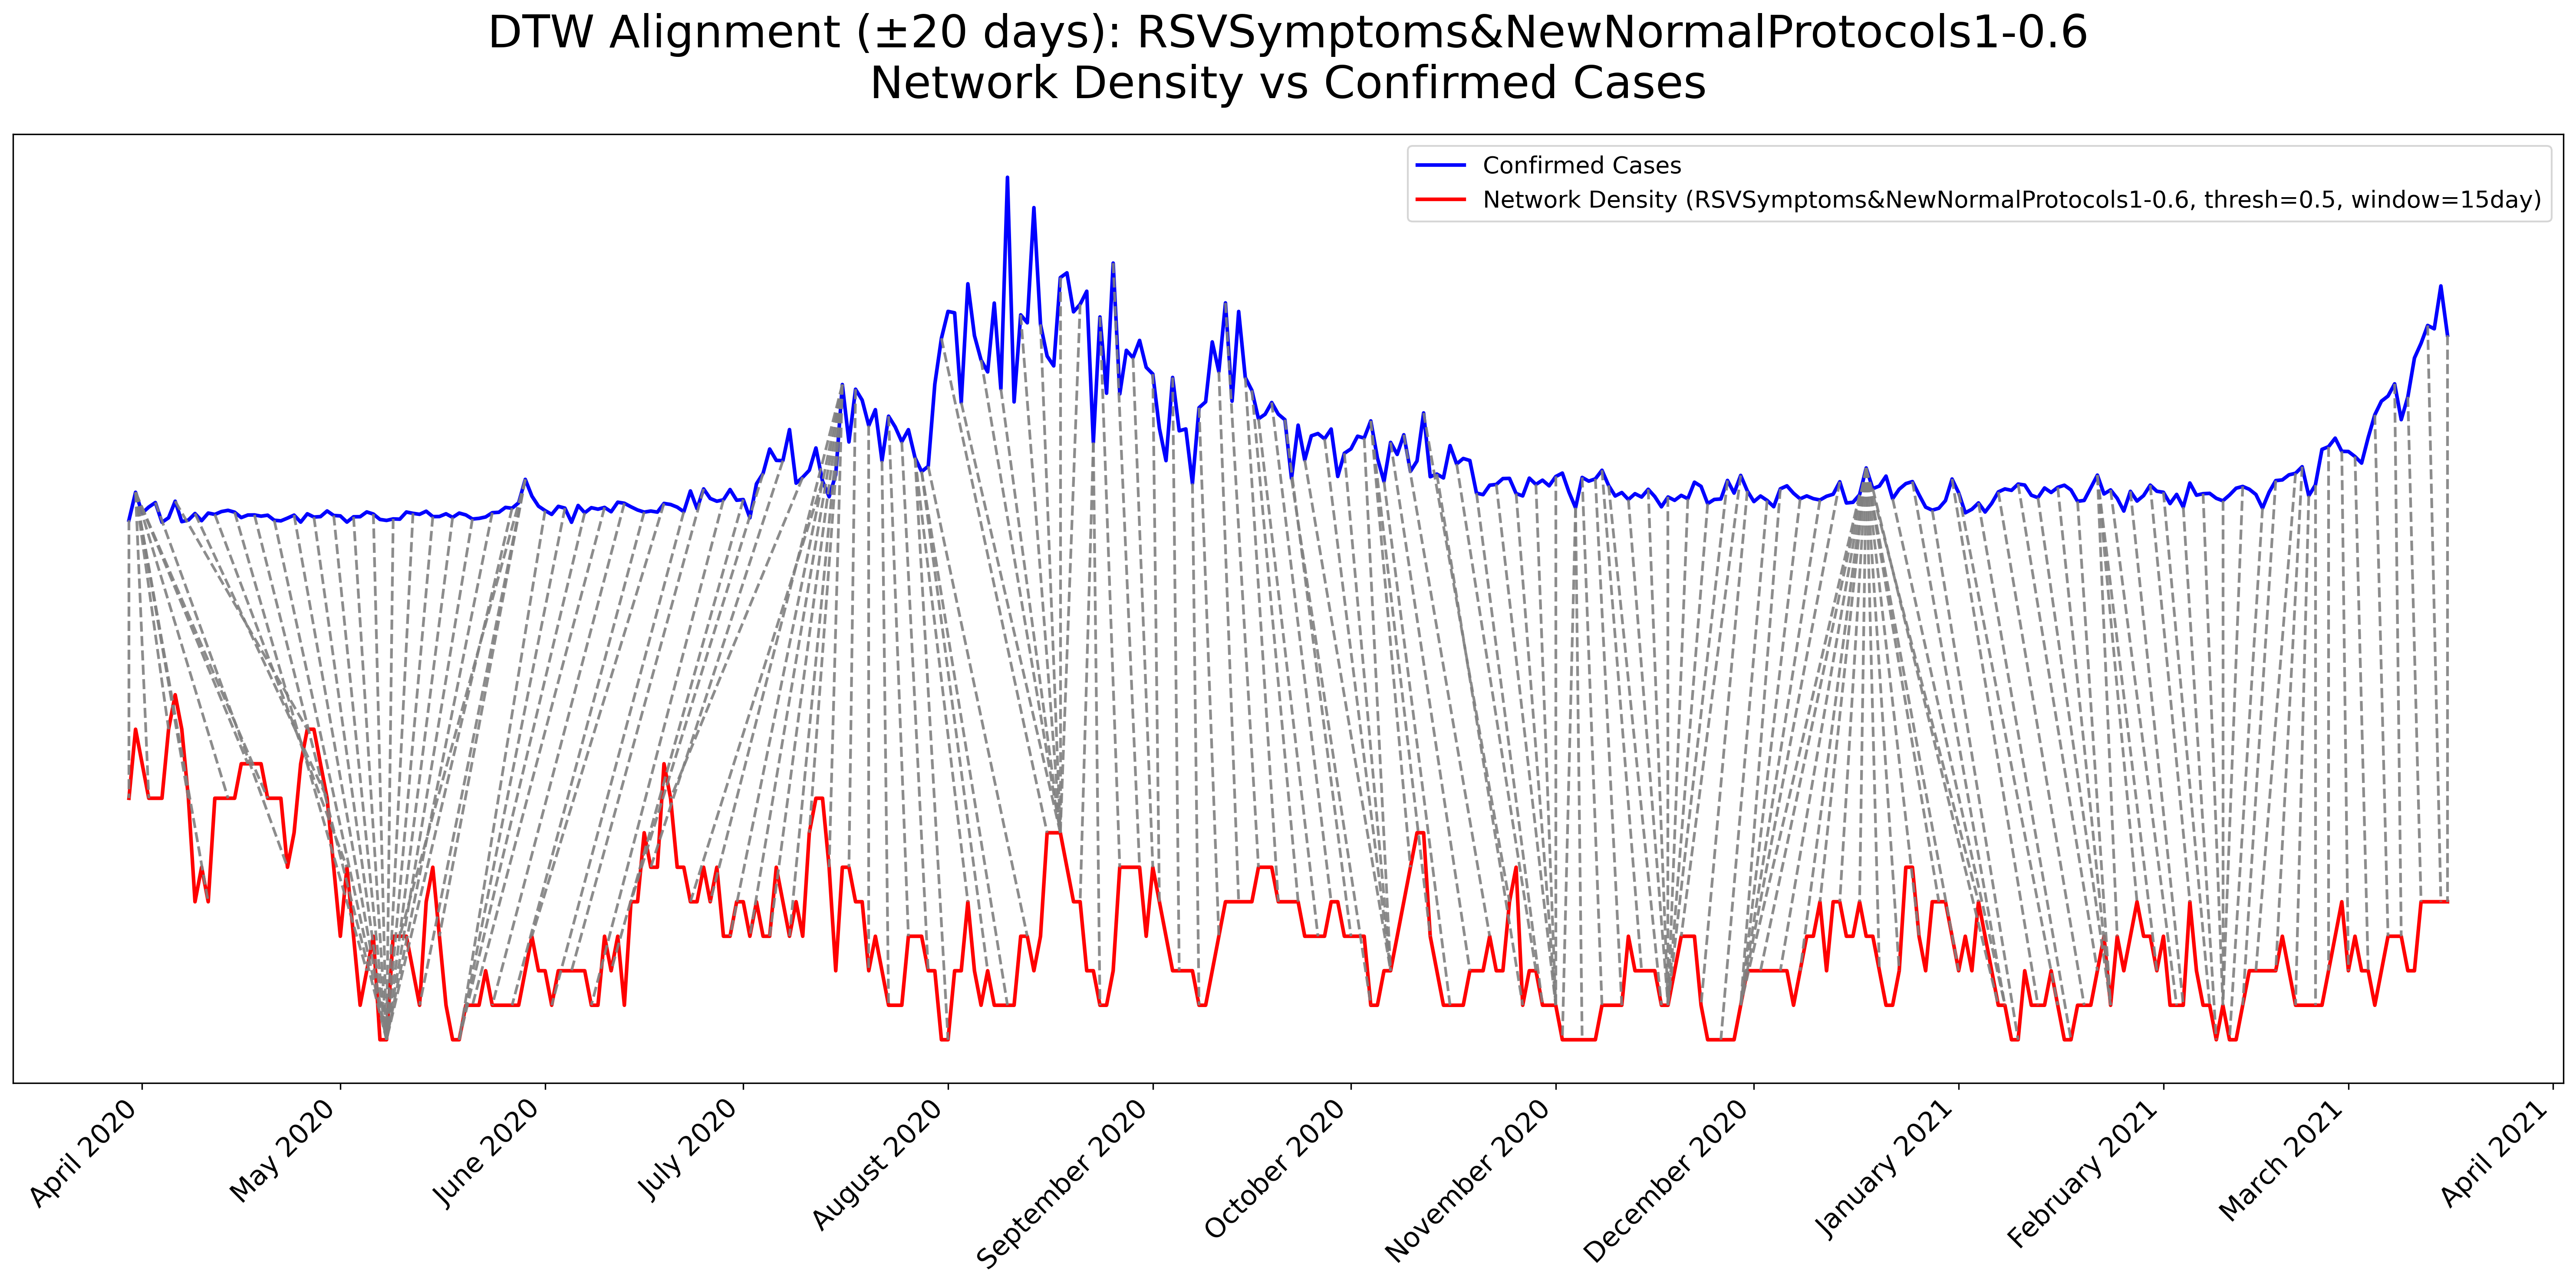 DTW Alignment (±20 days): RSVSymptoms&NewNormalProtocols1-0.6
Network Density vs Confirmed Cases
Confirmed Cases
Network Density (RSVSymptoms&NewNormalProtocols1-0.6, thresh=0.5, window=15day)
April 2020
May 2020
June 2020
July 2020
August 2020
September 2020
October 2020
November 2020
December 2020
January 2021
February 2021
March 2021
April 2021